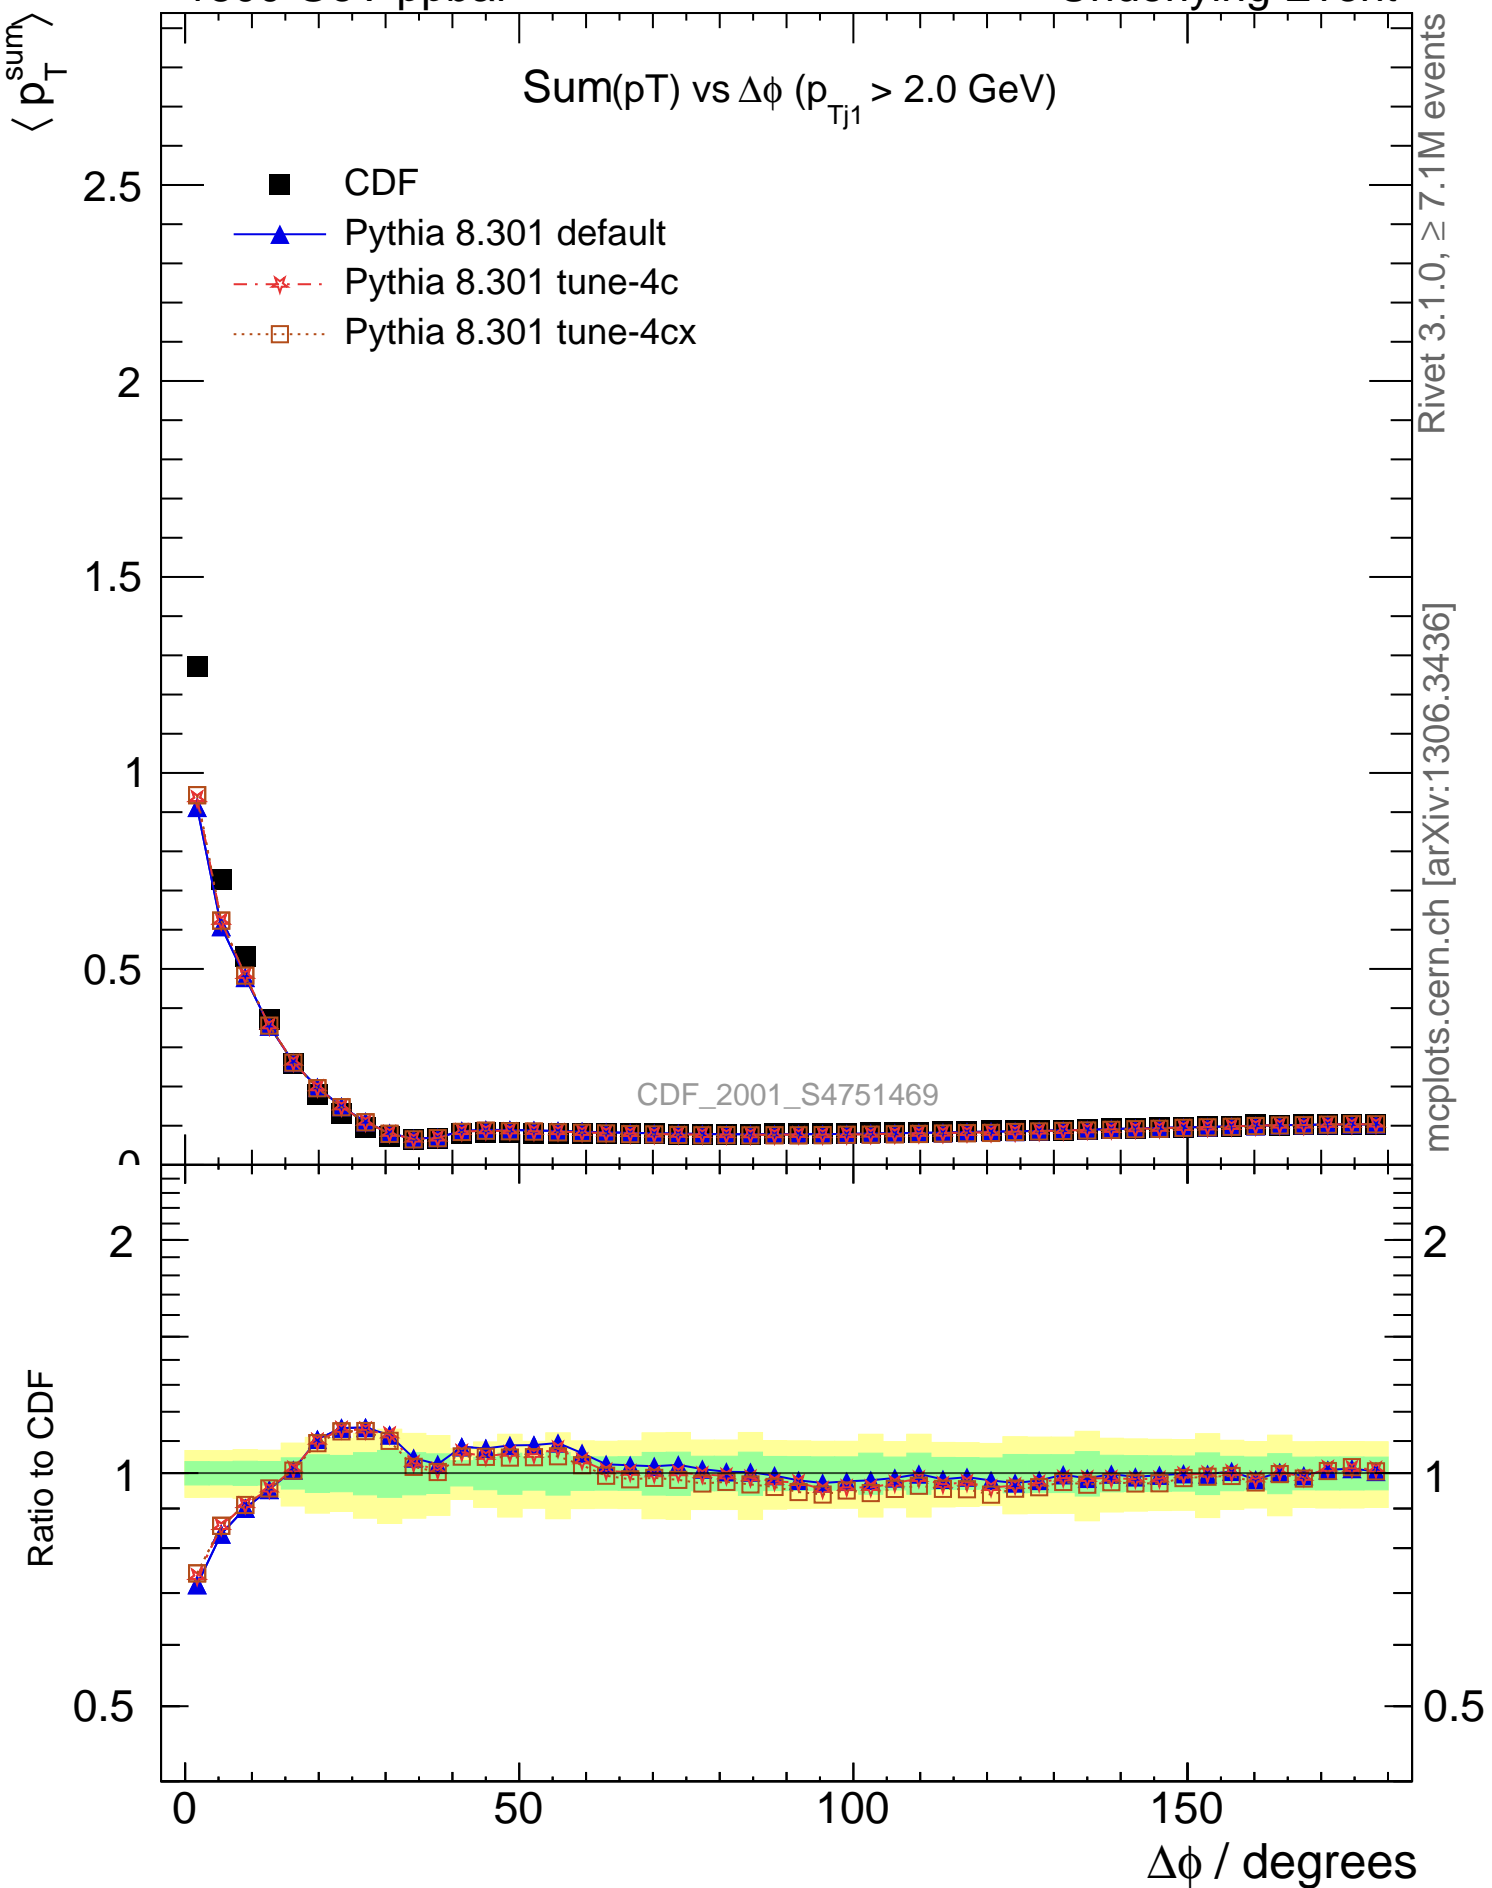 ⟨ p_T^sum ⟩
Sum(pT) vs Δϕ (p_Tj1 > 2.0 GeV)
CDF
Pythia 8.301 default
Pythia 8.301 tune-4c
Pythia 8.301 tune-4cx
2.5
2
1.5
1
0.5
0
CDF_2001_S4751469
Rivet 3.1.0, ≥ 7.1M events
mcplots.cern.ch [arXiv:1306.3436]
Ratio to CDF
2
1
0.5
2
1
0.5
0
50
100
150
Δϕ / degrees